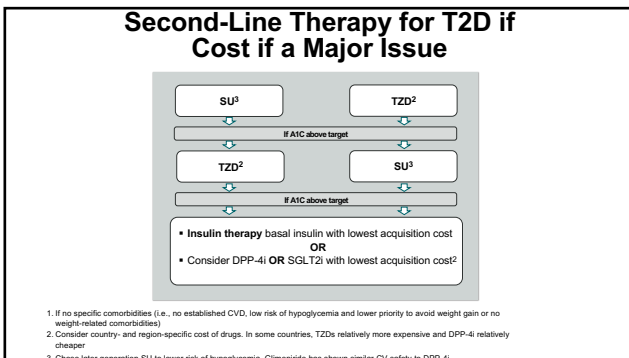 Second-Line Therapy for T2D if
Cost if a Major Issue
SU3 TZD2
If A1C above target
TZD2 SU3
If A1C above target
▪ Insulin therapy basal insulin with lowest acquisition cost
OR
▪ Consider DPP-4i OR SGLT2i with lowest acquisition cost2
1. If no specific comorbidities (i.e., no established CVD, low risk of hypoglycemia and lower priority to avoid weight gain or no
weight-related comorbidities)
2. Consider country- and region-specific cost of drugs. In some countries, TZDs relatively more expensive and DPP-4i relatively
cheaper
3. Chose later generation SU to lower risk of hypoglycemia. Glimepiride has shown similar CV safety to DPP-4i